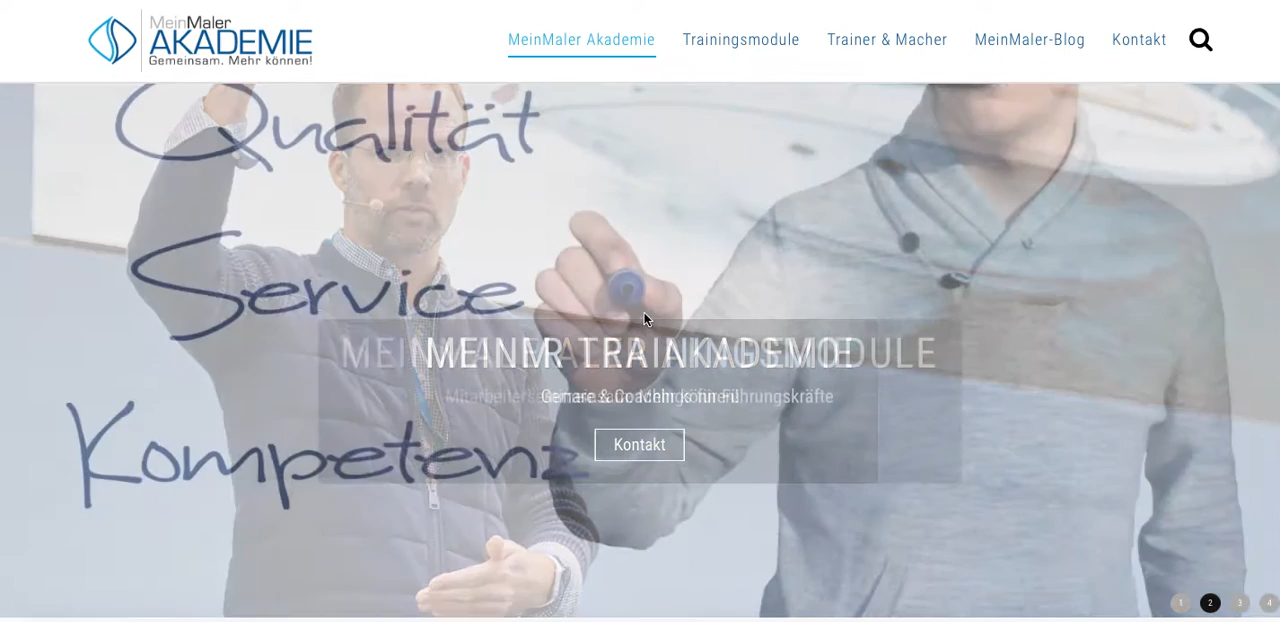 MeinMaler
AKADEMIE
Gemeinsam. Mehr können!
MeinMaler Akademie
Trainingsmodule
Trainer & Macher
MeinMaler-Blog
Kontakt
Qualität
Service
Kompetenz
Kontakt
1
2
3
4